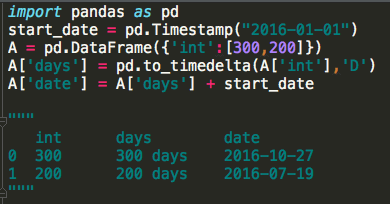 import pandas as pd
start_date = pd.Timestamp("2016-01-01")
A = pd.DataFrame({'int':[300,200]})
A['days'] = pd.to_timedelta(A['int'],'D')
A['date'] = A['days'] + start_date
"""
int days date
0 300 300 days 2016-10-27
1 200 200 days 2016-07-19
"""